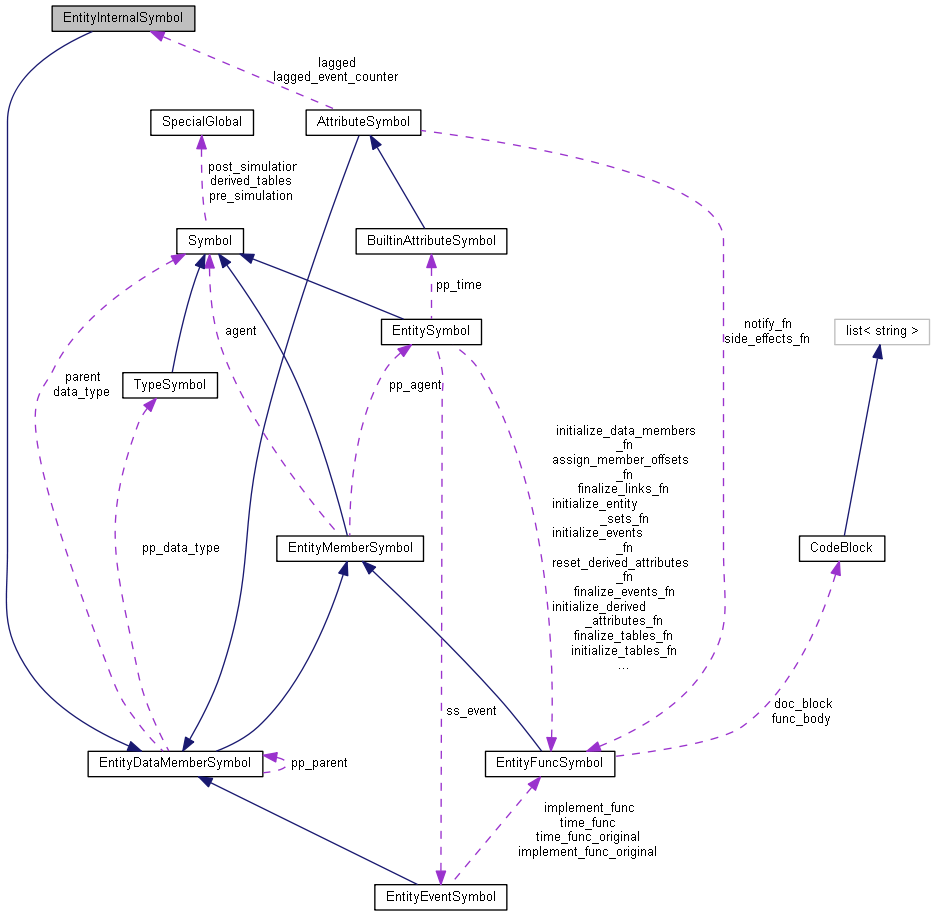 EntityInternalSymbol
lagged
lagged_event_counter
SpecialGlobal
AttributeSymbol
post_simulation
derived_tables
pre_simulation
Symbol
BuiltinAttributeSymbol
pp_time
agent
EntitySymbol
notify_fn
side_effects_fn
list< string >
parent
data_type
TypeSymbol
pp_agent
initialize_data_members
_fn
assign_member_offsets
_fn
finalize_links_fn
initialize_entity
_sets_fn
initialize_events
_fn
reset_derived_attributes
_fn
finalize_events_fn
initialize_derived
_attributes_fn
finalize_tables_fn
initialize_tables_fn
...
pp_data_type
EntityMemberSymbol
CodeBlock
ss_event
doc_block
func_body
EntityDataMemberSymbol
pp_parent
EntityFuncSymbol
implement_func
time_func
time_func_original
implement_func_original
EntityEventSymbol